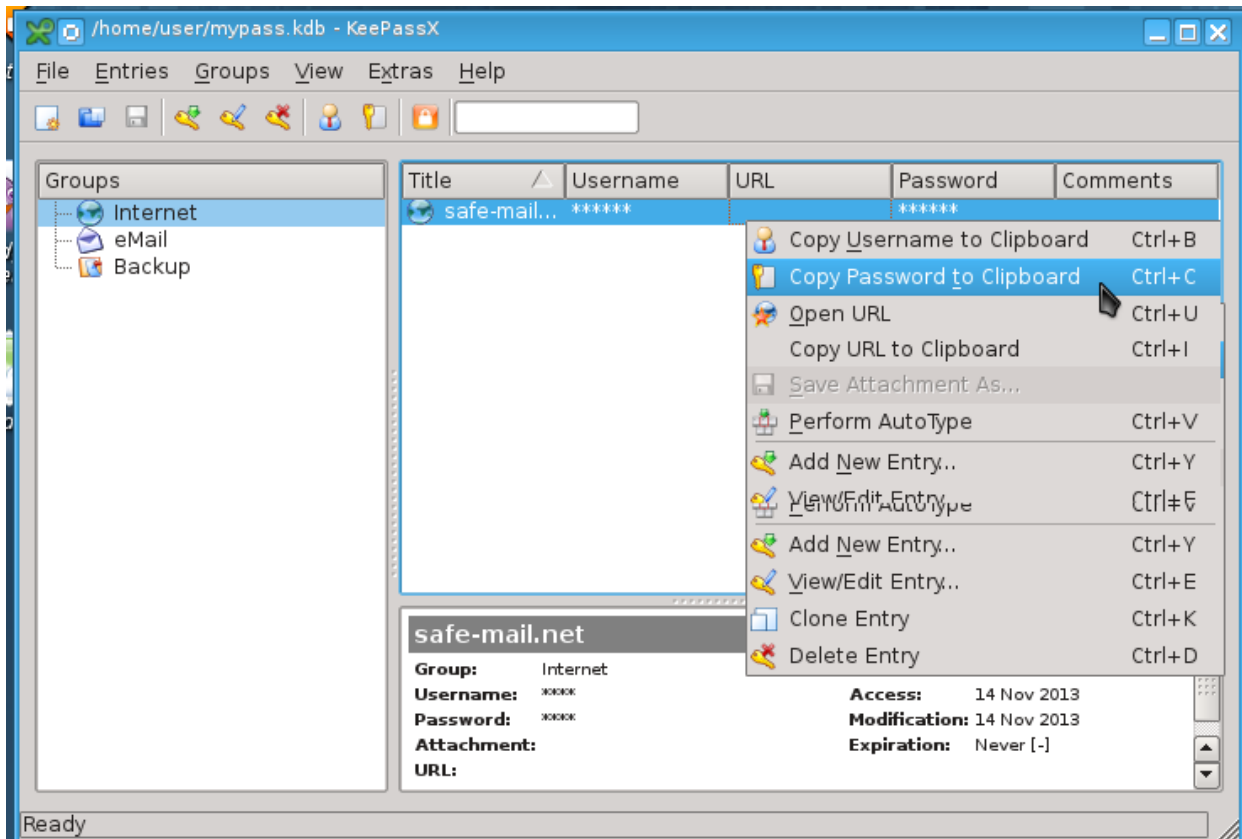 /home/user/mypass.kdb - KeePassX
File Entries Groups View Extras Help
Groups
Internet
eMail
Backup
Title Username URL Password Comments
safe-mail... ****** ******
Copy Username to Clipboard Ctrl+B
Copy Password to Clipboard Ctrl+C
Open URL Ctrl+U
Copy URL to Clipboard Ctrl+I
Save Attachment As...
Perform AutoType Ctrl+V
Add New Entry... Ctrl+Y
Add New Entry... Ctrl+Y
View/Edit Entry... Ctrl+E
Clone Entry Ctrl+K
Delete Entry Ctrl+D
safe-mail.net
Group: Internet
Username: ***** Access: 14 Nov 2013
Password: ***** Modification: 14 Nov 2013
Attachment: Expiration: Never [-]
URL:
Ready